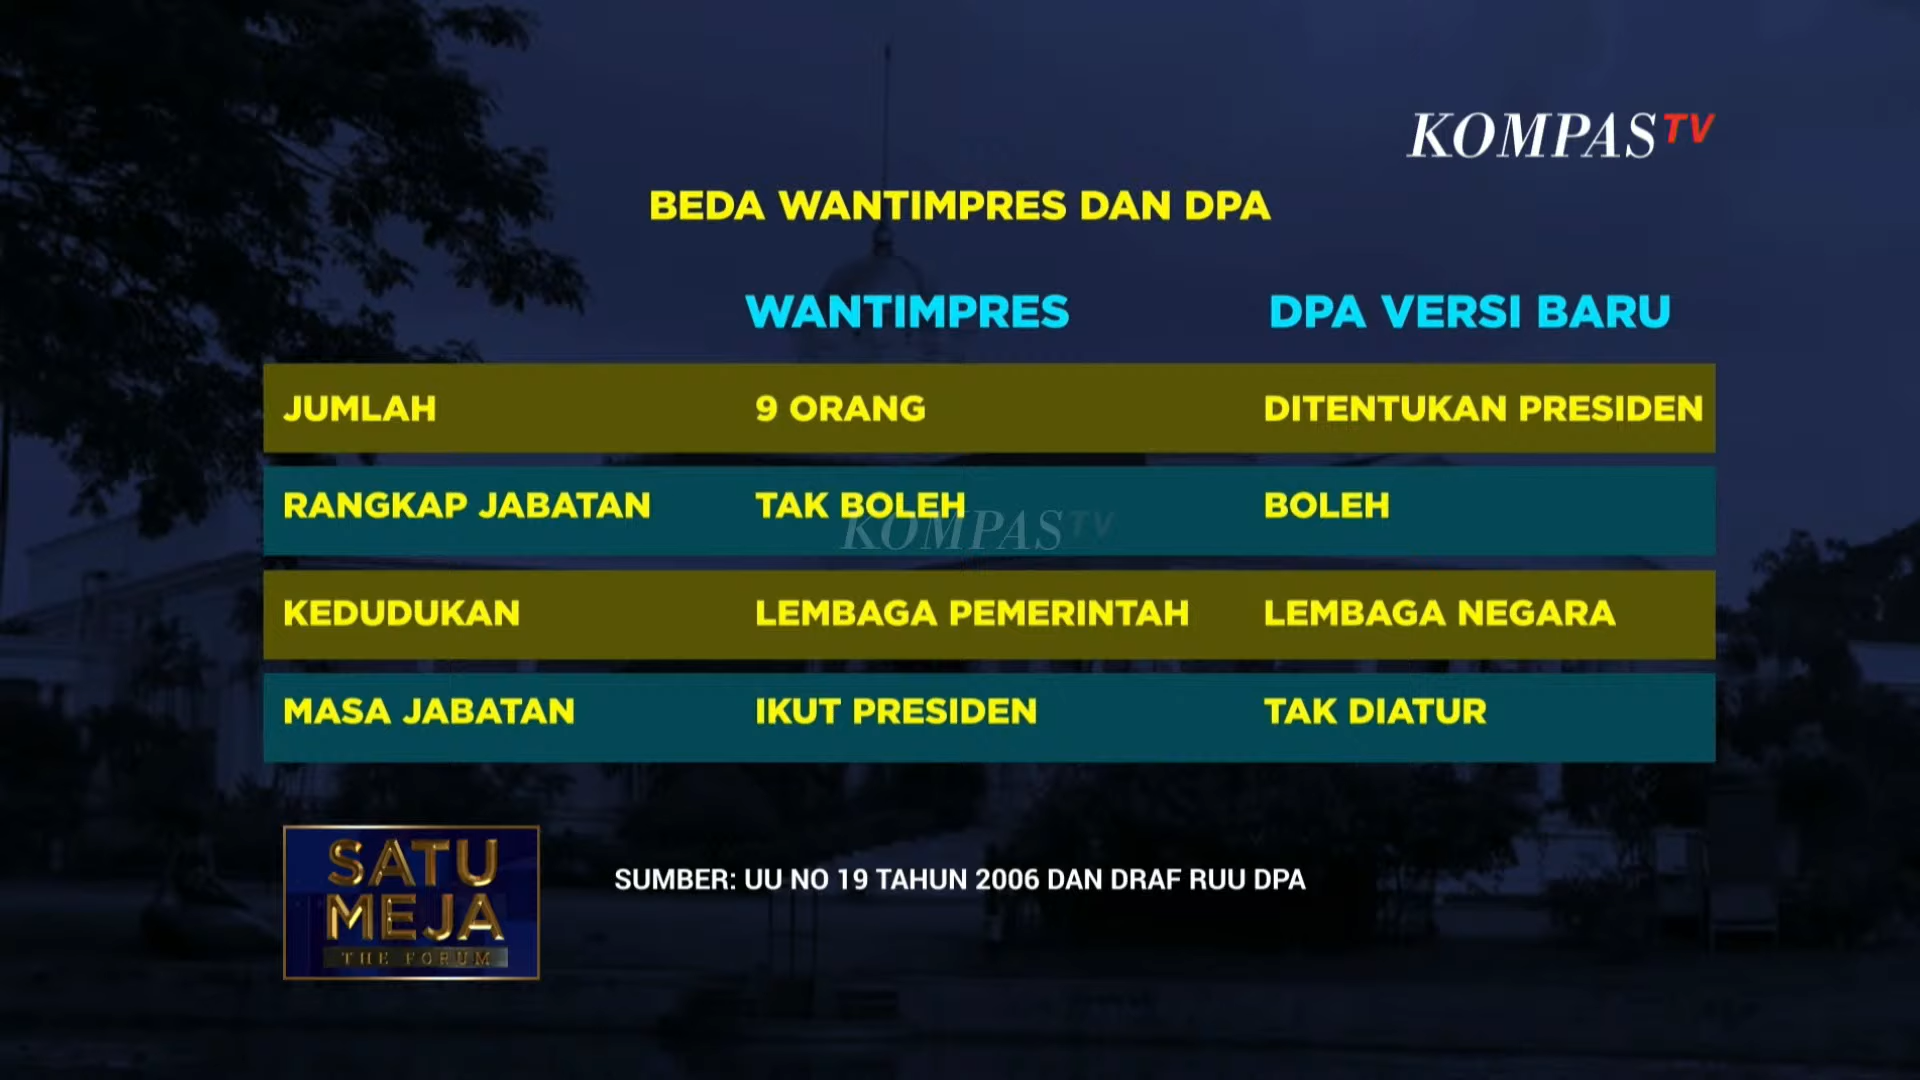 KOMPAS TV
BEDA WANTIMPRES DAN DPA
WANTIMPRES DPA VERSI BARU
JUMLAH 9 ORANG DITENTUKAN PRESIDEN
RANGKAP JABATAN TAK BOLEH BOLEH
KOMPAS TV
KEDUDUKAN LEMBAGA PEMERINTAH LEMBAGA NEGARA
MASA JABATAN IKUT PRESIDEN TAK DIATUR
SATU
MEJA
THE FORUM
SUMBER: UU NO 19 TAHUN 2006 DAN DRAF RUU DPA